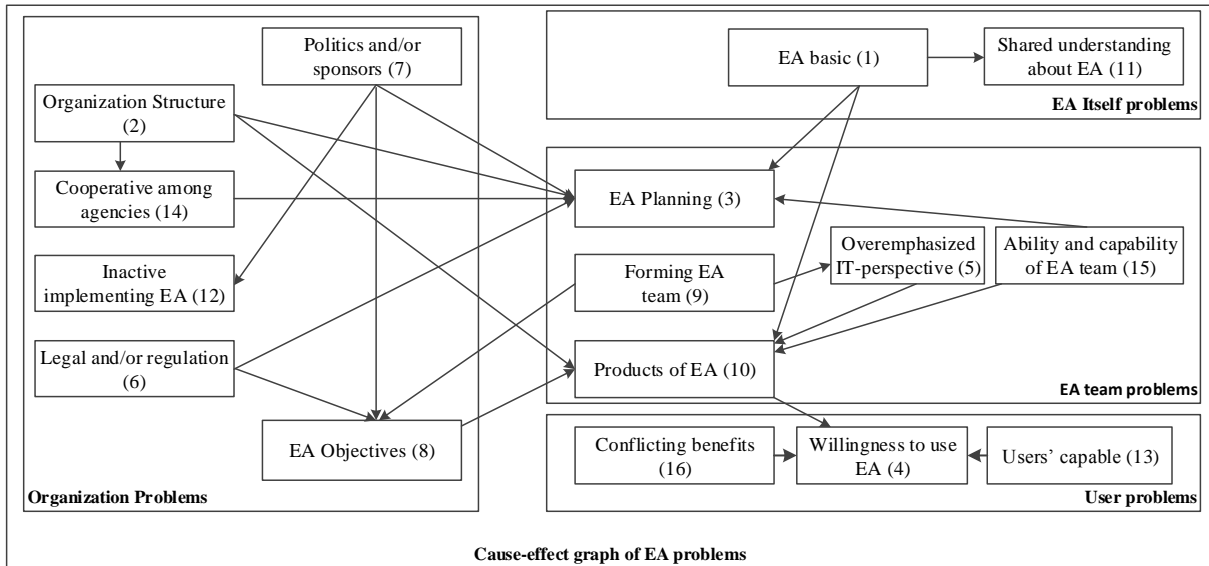 Politics and/or
sponsors (7)
Organization Structure
(2)
Cooperative among
agencies (14)
Inactive
implementing EA (12)
Legal and/or regulation
(6)
EA Objectives (8)
Organization Problems
EA basic (1)
Shared understanding
about EA (11)
EA Itself problems
EA Planning (3)
Forming EA
team (9)
Overemphasized
IT-perspective (5)
Ability and capability
of EA team (15)
Products of EA (10)
EA team problems
Conflicting benefits
(16)
Willingness to use
EA (4)
Users’ capable (13)
User problems
Cause-effect graph of EA problems